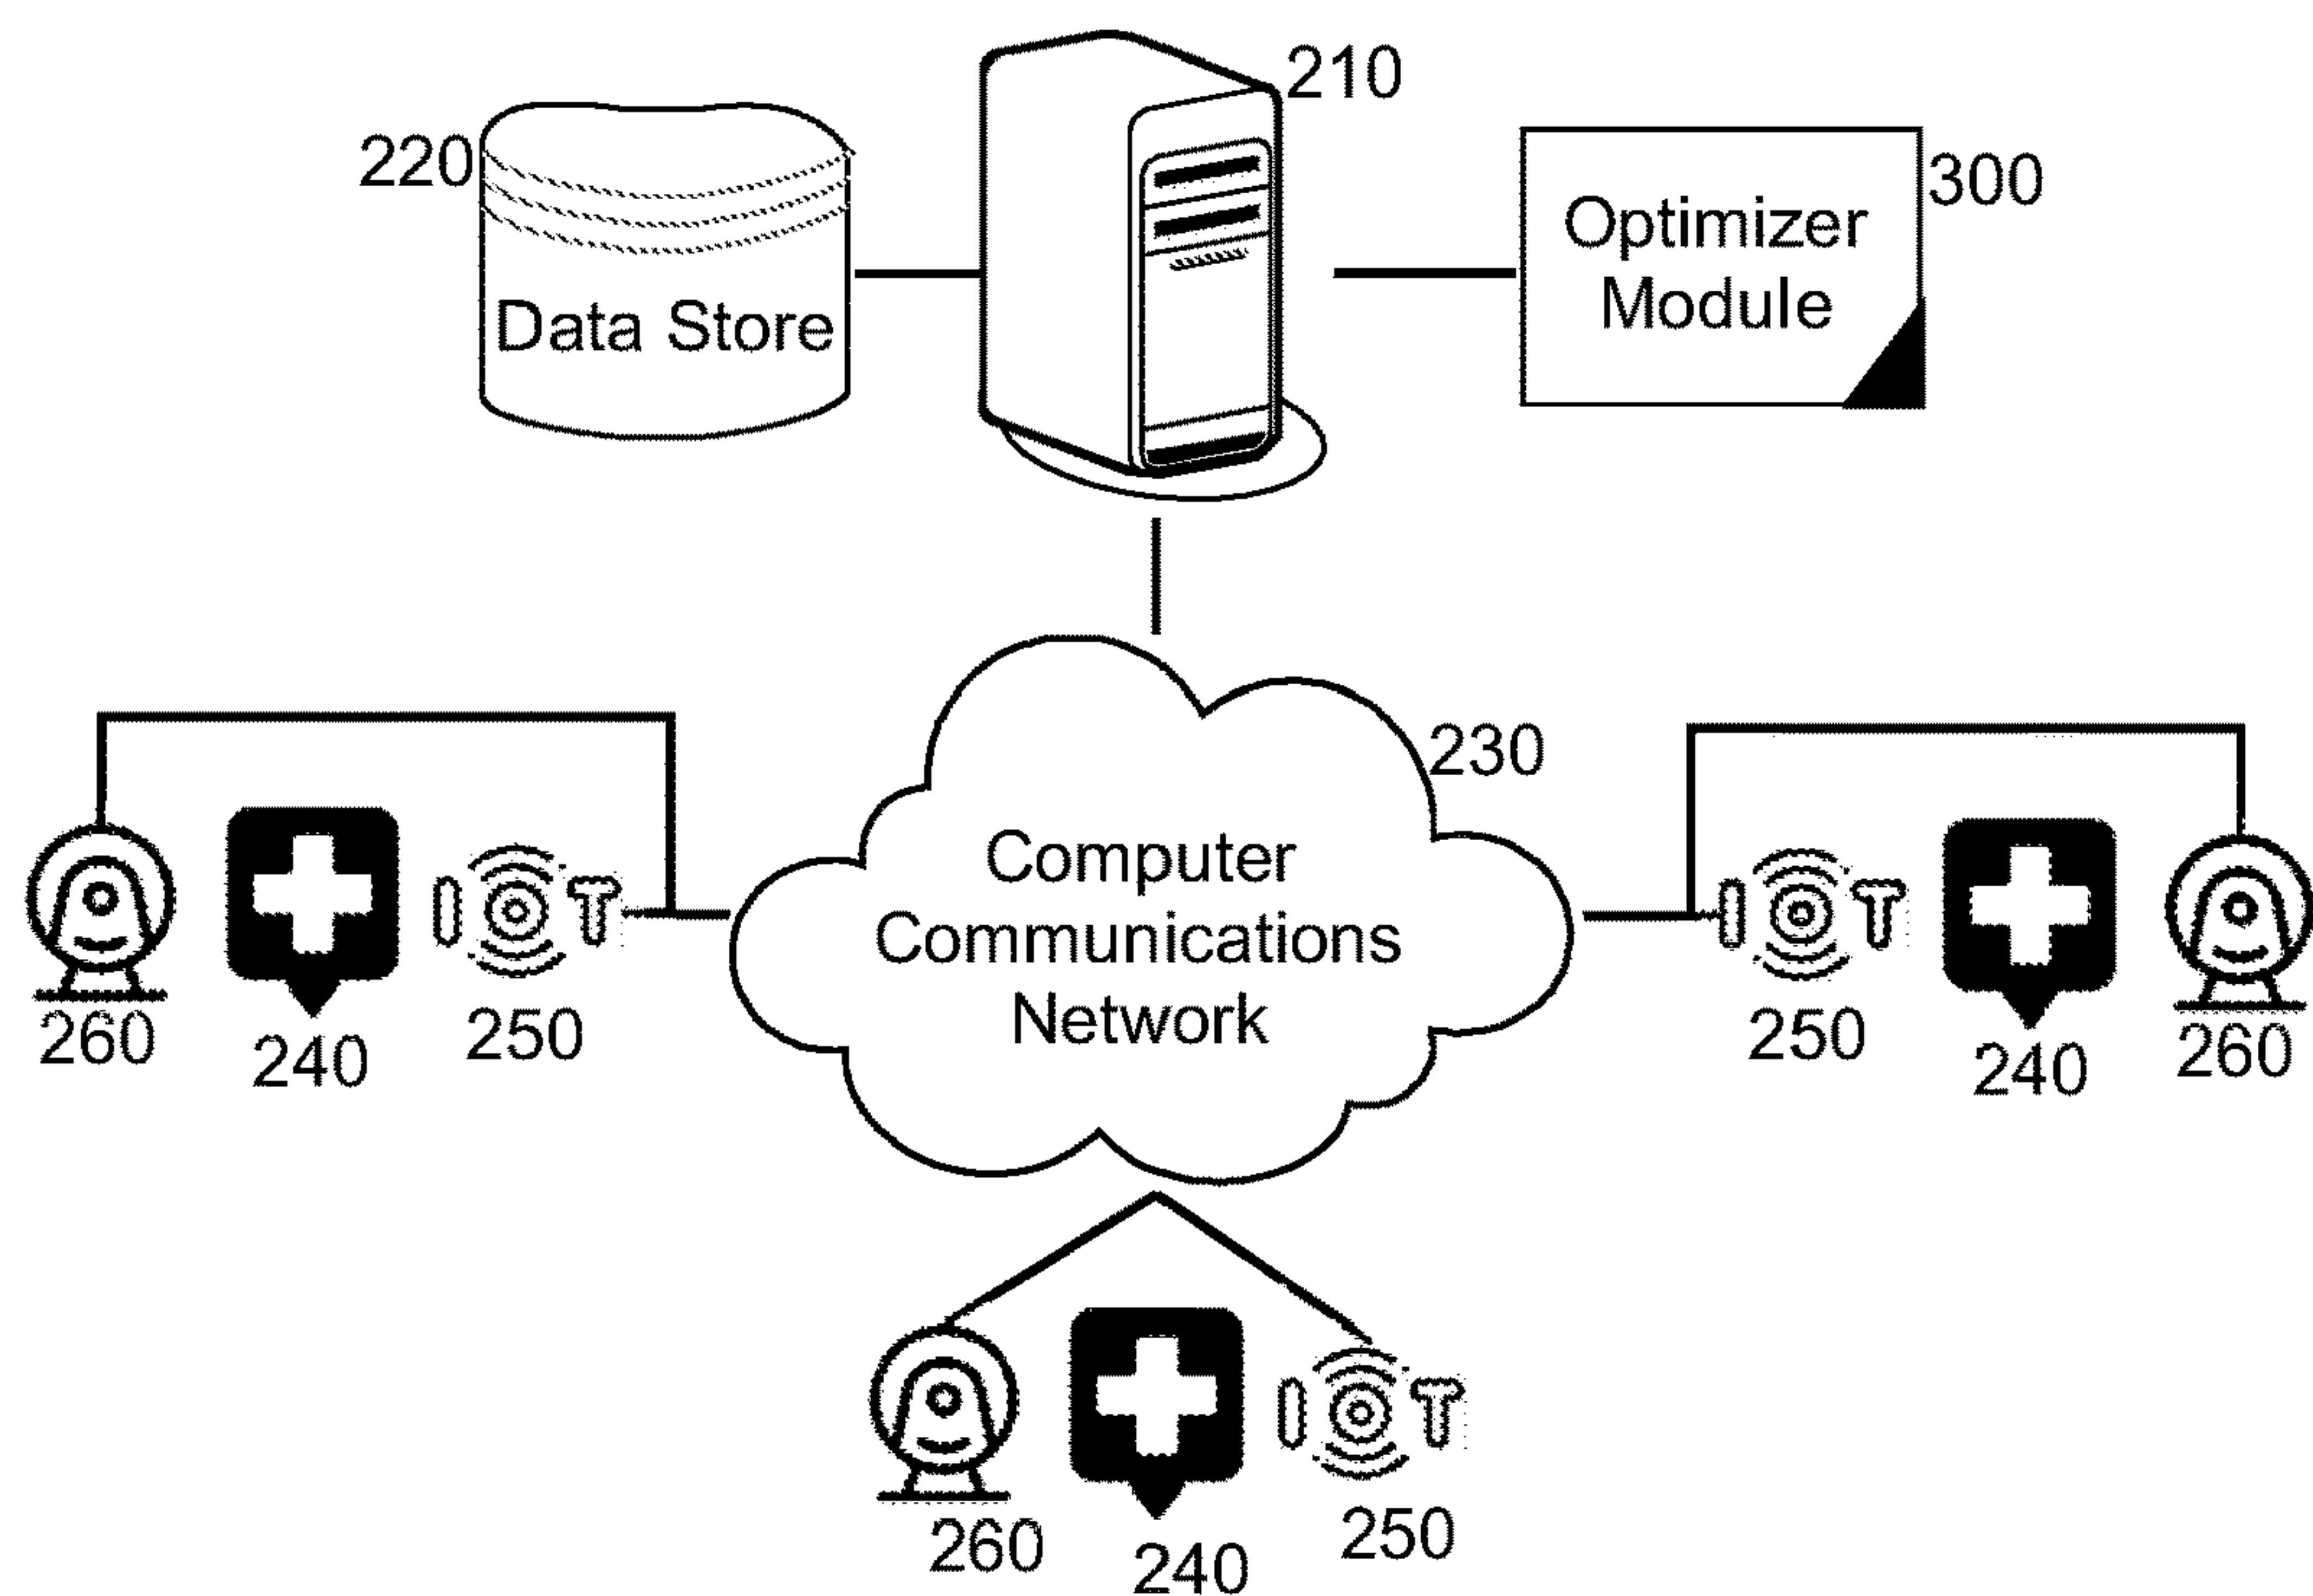 210
220
300
Optimizer
Module
Data Store
230
Computer
Communications
Network
I T
I T
260
240
250
250
240
260
I T
260
240
250